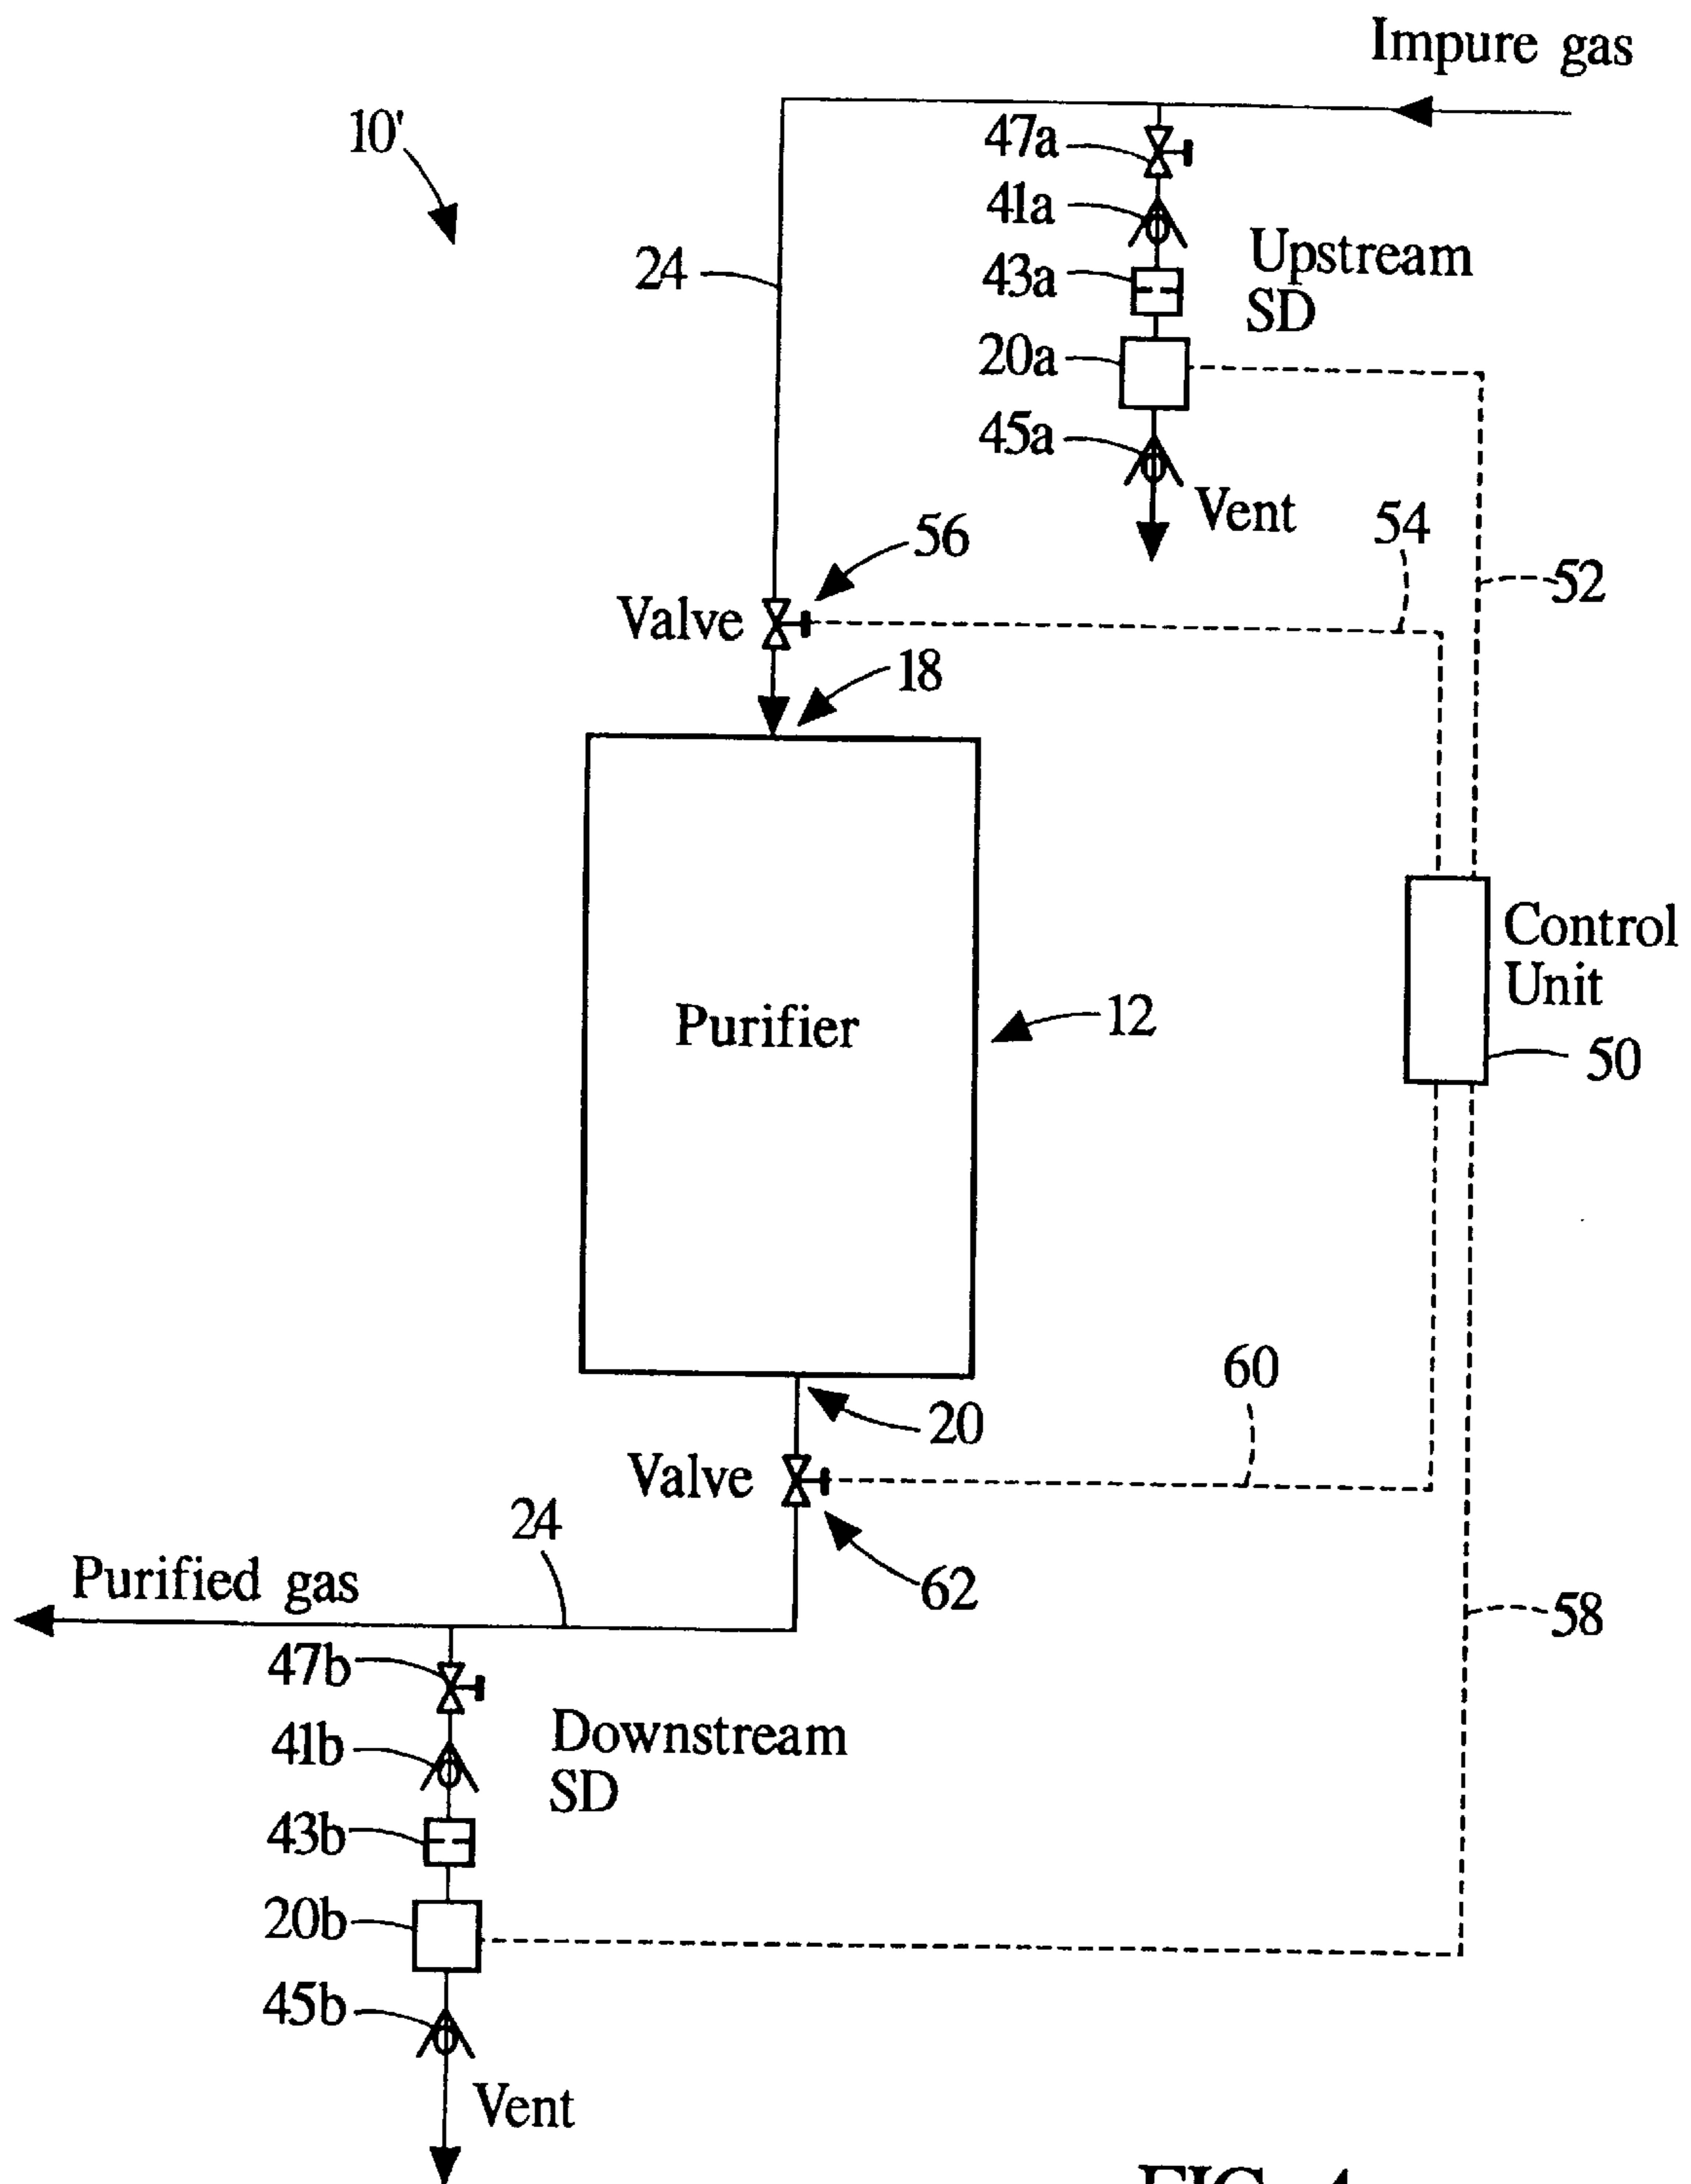 Impure gas
10'
47a
41a
24
Upstream
SD
43a
20a
45a
Vent
54
56
52
Valve
18
Control
Unit
Purifier
12
50
60
20
Valve
24
62
Purified gas
58
47b
Downstream
SD
41b
43b
20b
45b
Vent